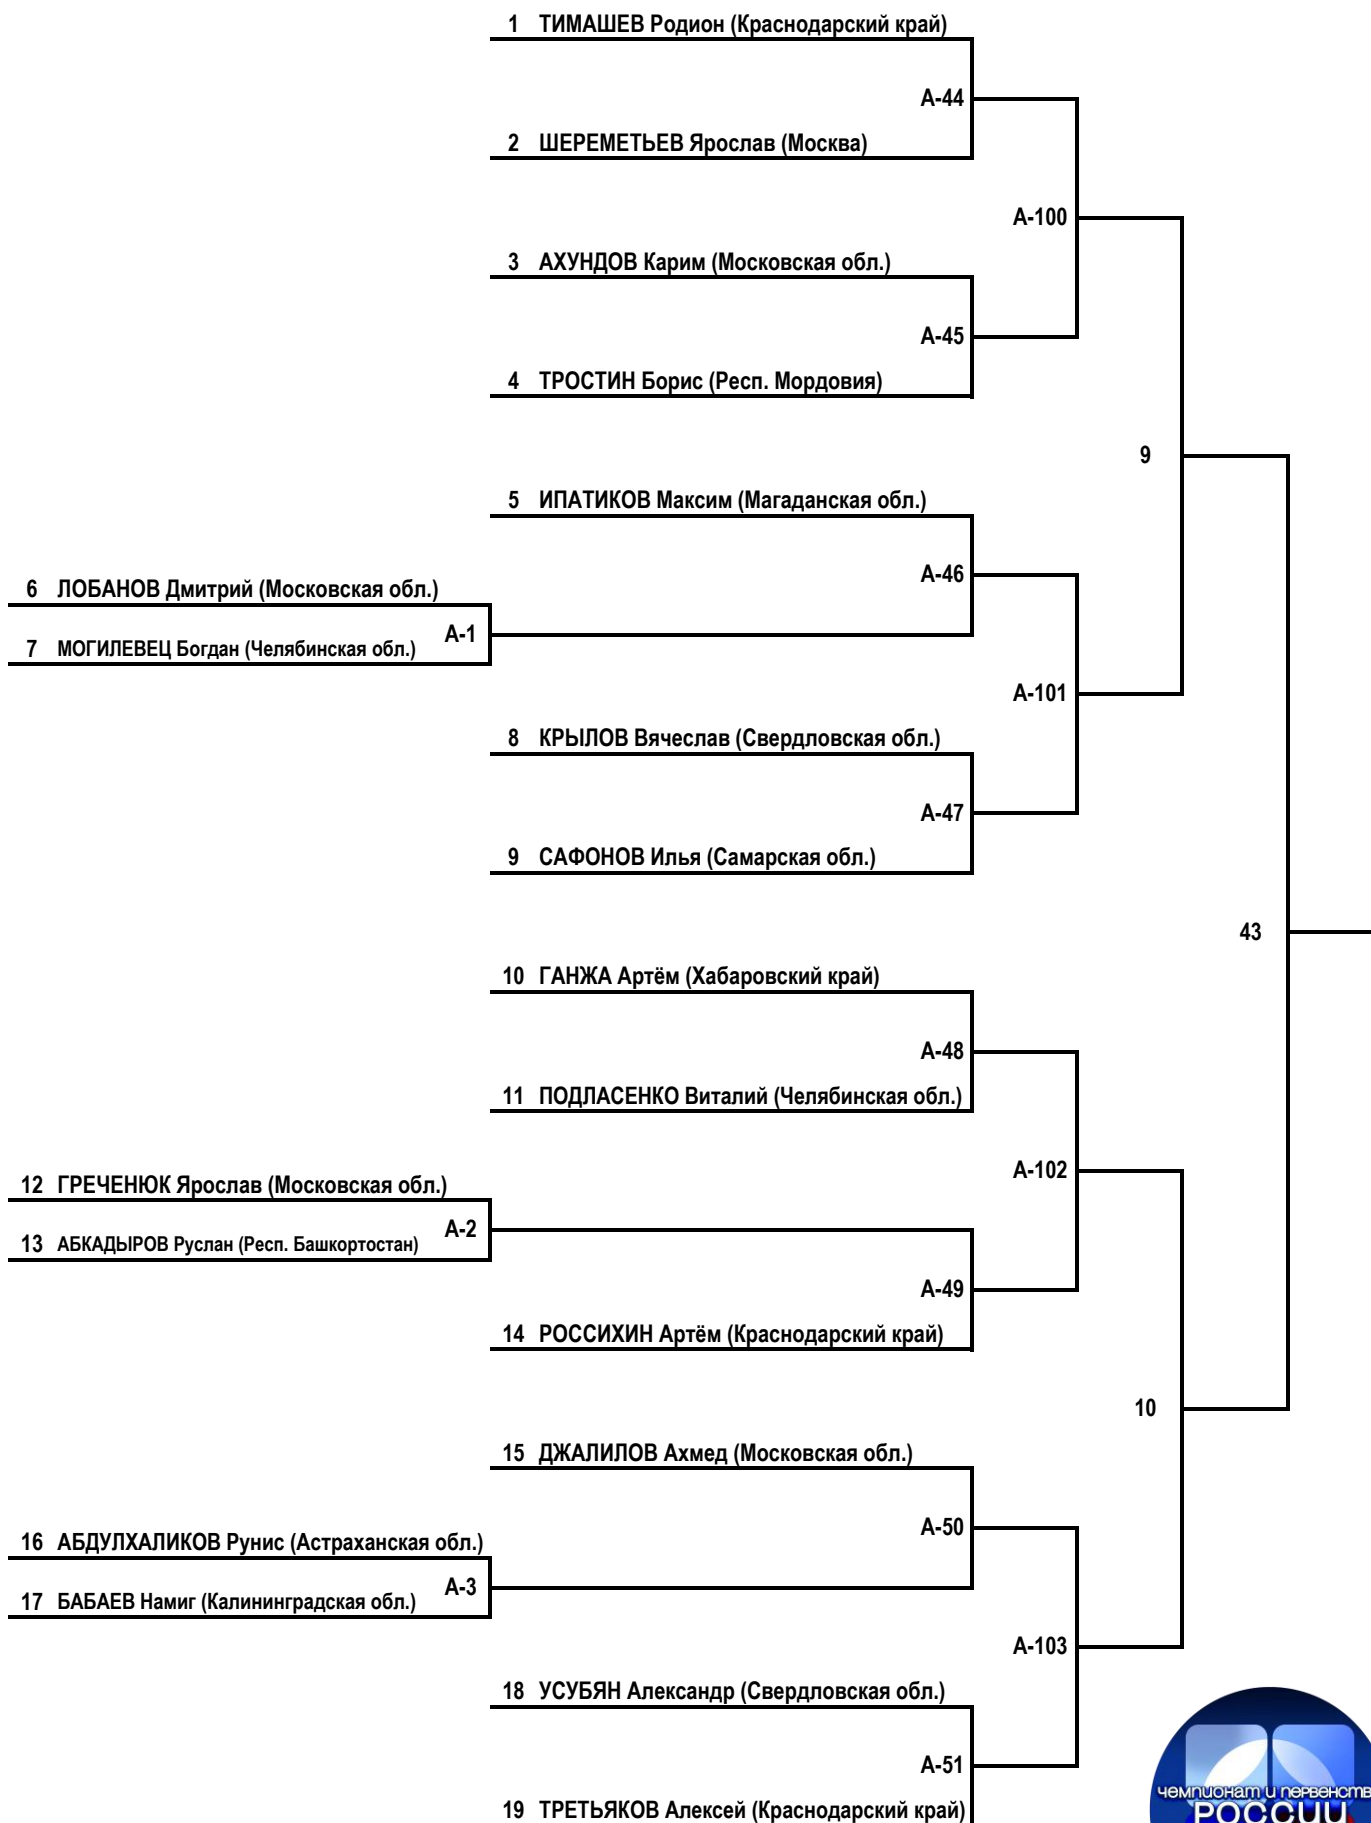 1 ТИМАШЕВ Родион (Краснодарский край)
А-44
2 ШЕРЕМЕТЬЕВ Ярослав (Москва)
А-100
3 АХУНДОВ Карим (Московская обл.)
А-45
4 ТРОСТИН Борис (Респ. Мордовия)
9
5 ИПАТИКОВ Максим (Магаданская обл.)
А-46
6 ЛОБАНОВ Дмитрий (Московская обл.)
А-1
7 МОГИЛЕВЕЦ Богдан (Челябинская обл.)
А-101
8 КРЫЛОВ Вячеслав (Свердловская обл.)
А-47
9 САФОНОВ Илья (Самарская обл.)
43
10 ГАНЖА Артём (Хабаровский край)
А-48
11 ПОДЛАСЕНКО Виталий (Челябинская обл.)
А-102
12 ГРЕЧЕНЮК Ярослав (Московская обл.)
А-2
13 АБКАДЫРОВ Руслан (Респ. Башкортостан)
А-49
14 РОССИХИН Артём (Краснодарский край)
10
15 ДЖАЛИЛОВ Ахмед (Московская обл.)
А-50
16 АБДУЛХАЛИКОВ Рунис (Астраханская обл.)
А-3
17 БАБАЕВ Намиг (Калининградская обл.)
А-103
18 УСУБЯН Александр (Свердловская обл.)
А-51
19 ТРЕТЬЯКОВ Алексей (Краснодарский край)
чемпионат и первенств
РОССИИ